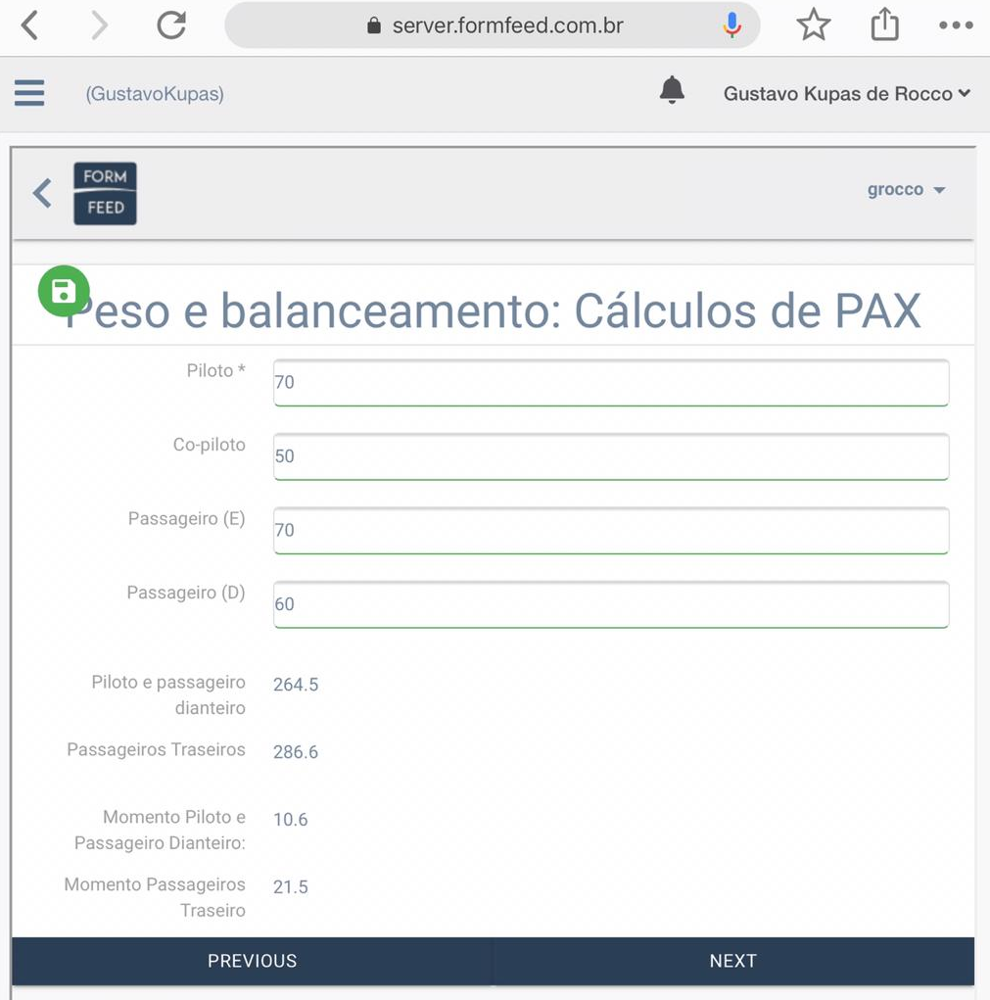 server.formfeed.com.br
(GustavoKupas)
Gustavo Kupas de Rocco
FORM
FEED
grocco
Peso e balanceamento: Cálculos de PAX
Piloto *
70
Co-piloto
50
Passageiro (E)
70
Passageiro (D)
60
Piloto e passageiro
dianteiro
264.5
Passageiros Traseiros
286.6
Momento Piloto e
Passageiro Dianteiro:
10.6
Momento Passageiros
Traseiro
21.5
PREVIOUS
NEXT